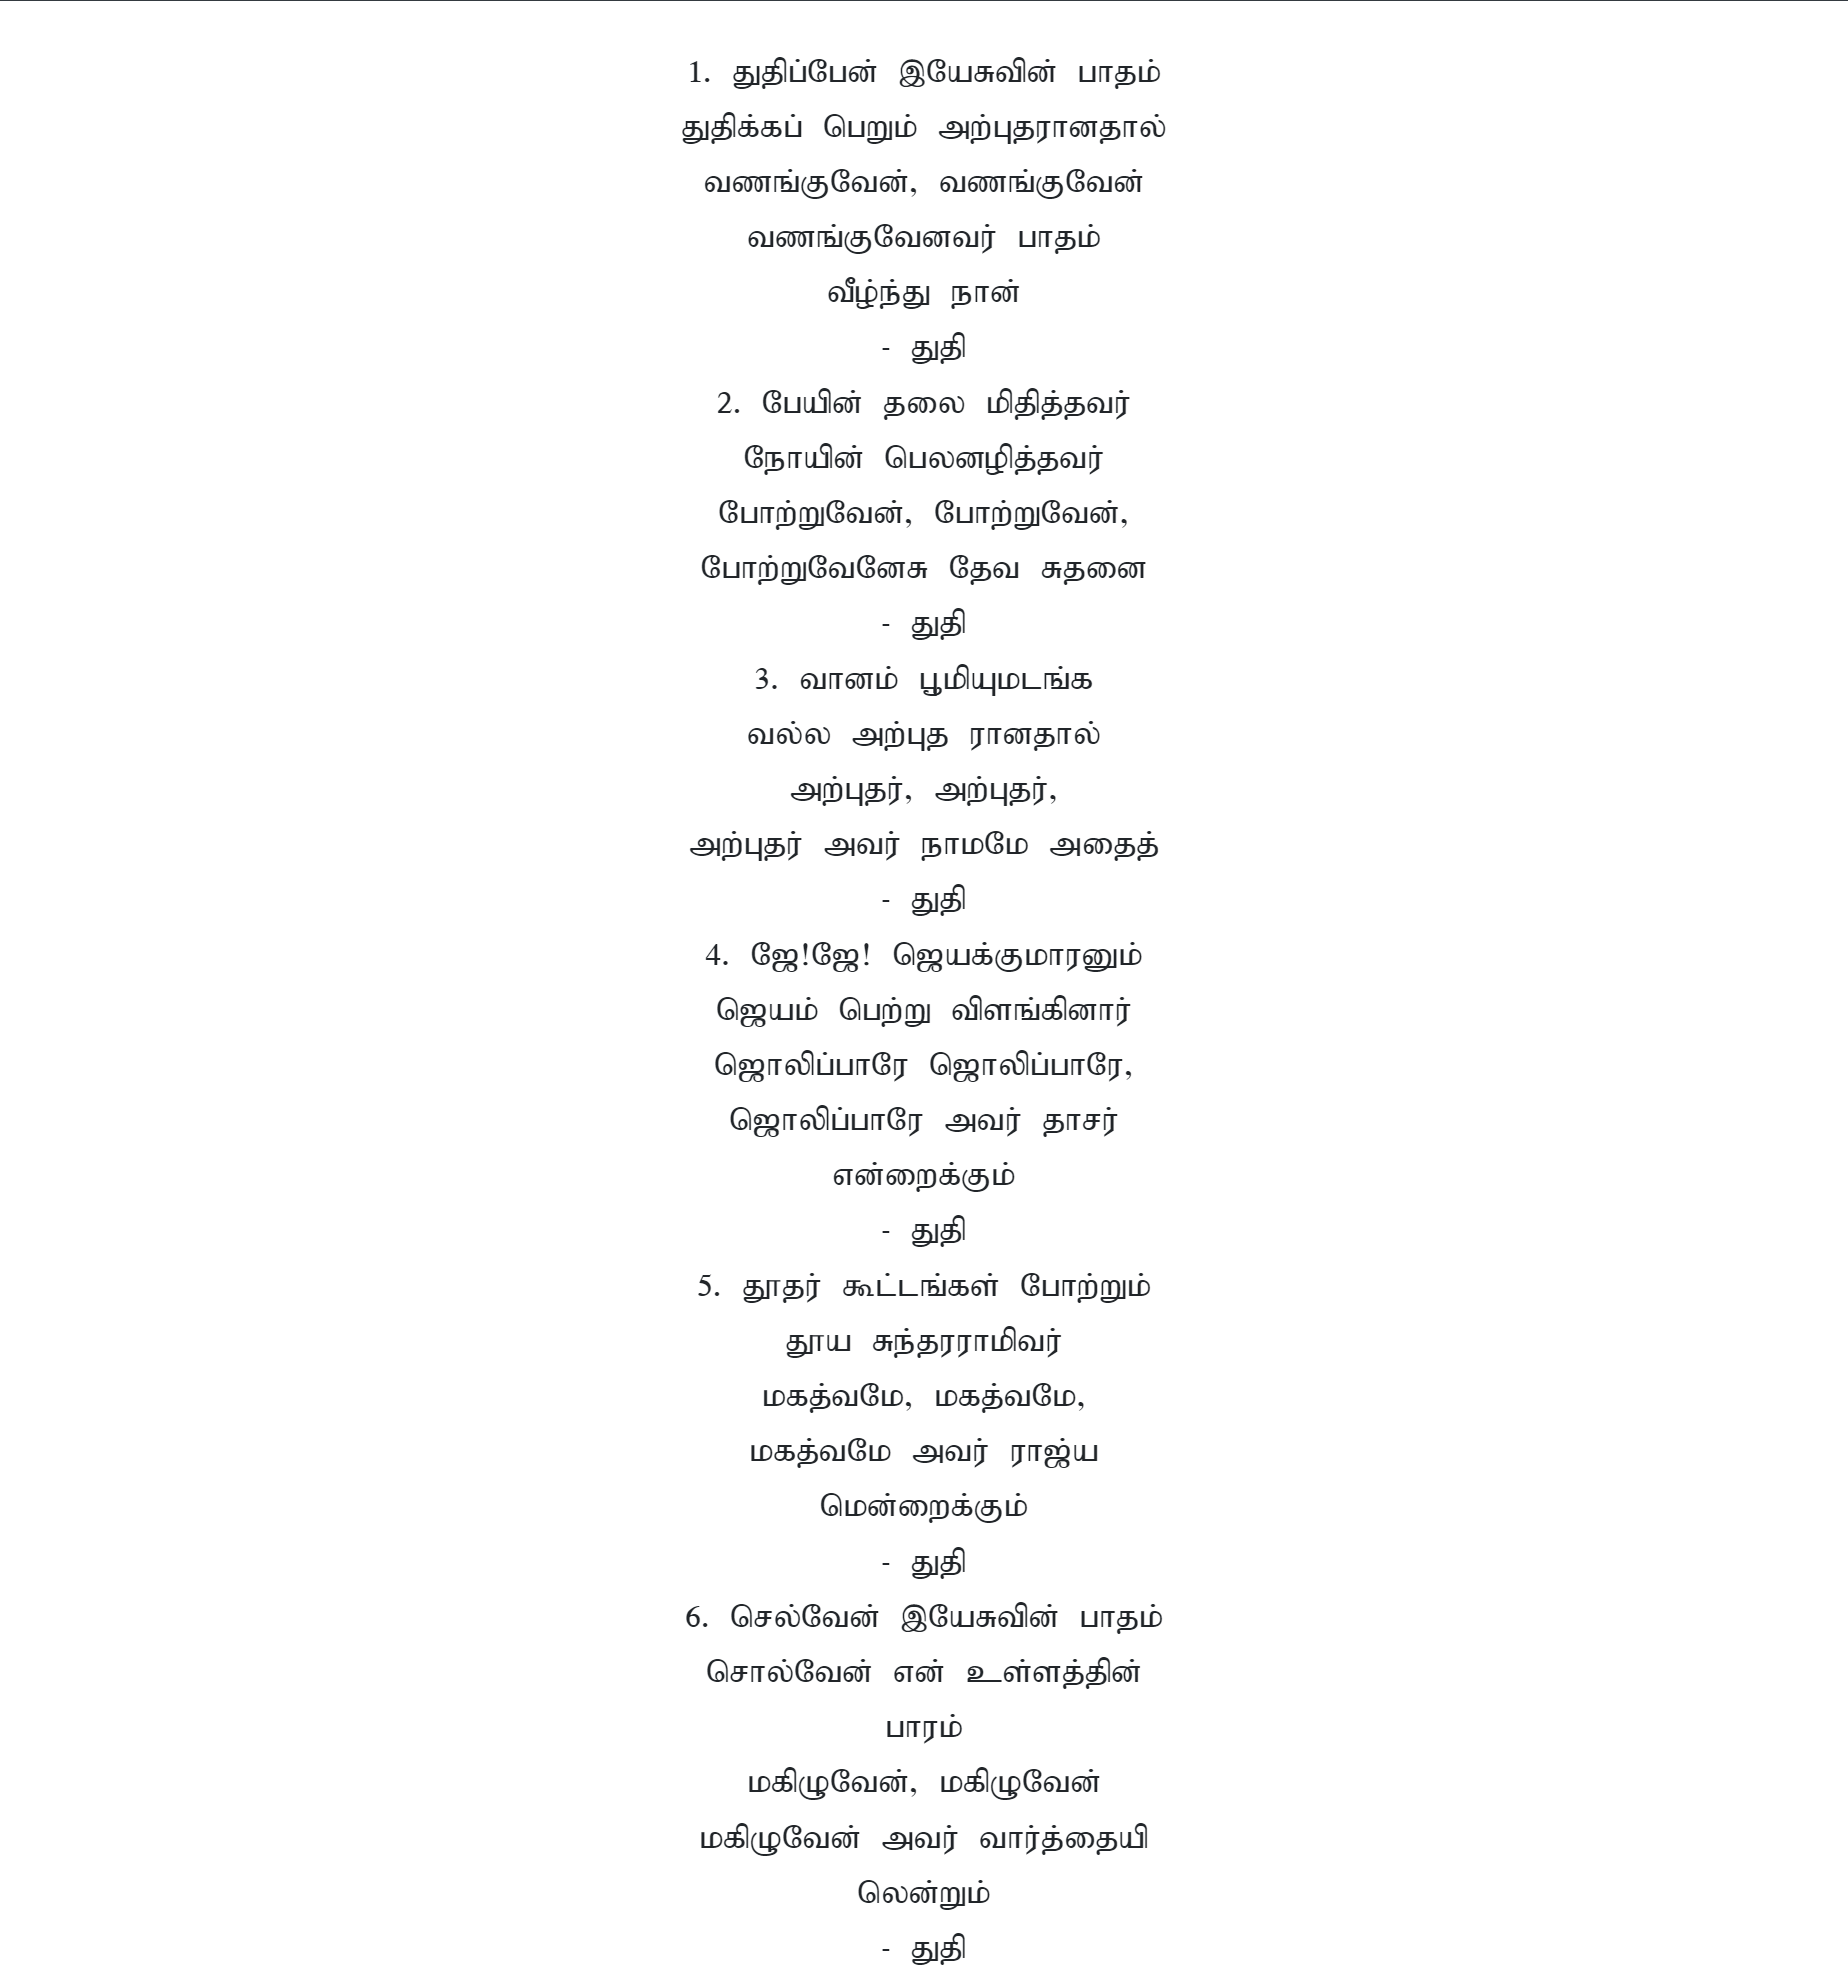 1. துதிப்பேன் இயேசுவின் பாதம்
துதிக்கப் பெறும் அற்புதரானதால்
வணங்குவேன், வணங்குவேன்
வணங்குவேனவர் பாதம்
வீழ்ந்து நான்
- துதி
2. பேயின் தலை மிதித்தவர்
நோயின் பெலனழித்தவர்
போற்றுவேன், போற்றுவேன்,
போற்றுவேனேசு தேவ சுதனை
- துதி
3. வானம் பூமியுமடங்க
வல்ல அற்புத ரானதால்
அற்புதர், அற்புதர்,
அற்புதர் அவர் நாமமே அதைத்
- துதி
4. ஜே!ஜே! ஜெயக்குமாரனும்
ஜெயம் பெற்று விளங்கினார்
ஜொலிப்பாரே ஜொலிப்பாரே,
ஜொலிப்பாரே அவர் தாசர்
என்றைக்கும்
- துதி
5. தூதர் கூட்டங்கள் போற்றும்
தூய சுந்தரராமிவர்
மகத்வமே, மகத்வமே,
மகத்வமே அவர் ராஜ்ய
மென்றைக்கும்
- துதி
6. செல்வேன் இயேசுவின் பாதம்
சொல்வேன் என் உள்ளத்தின்
பாரம்
மகிழுவேன், மகிழுவேன்
மகிழுவேன் அவர் வார்த்தையி
லென்றும்
- துதி